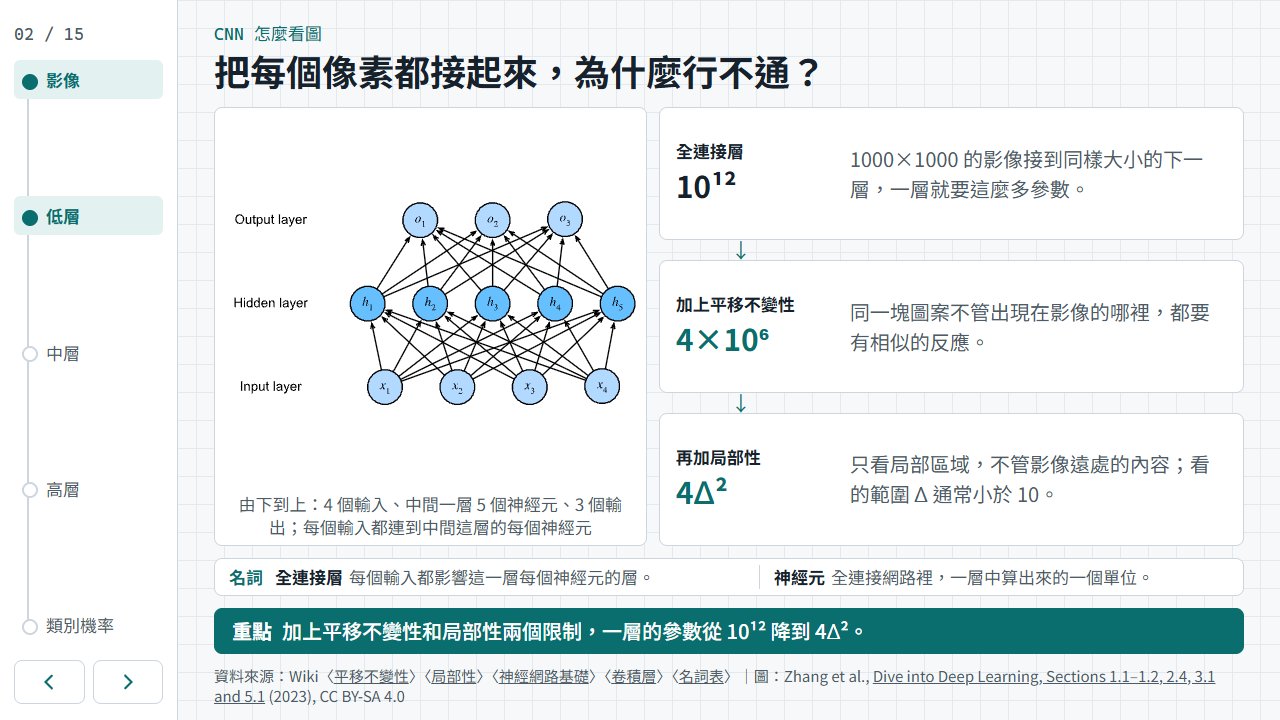 02 / 15
影像
低層
中層
高層
類別機率
CNN 怎麼看圖
把每個像素都接起來，為什麼行不通？
Output layer
o₁ o₂ o₃
Hidden layer
h₁ h₂ h₃ h₄ h₅
Input layer
x₁ x₂ x₃ x₄
由下到上：4 個輸入、中間一層 5 個神經元、3 個輸
出；每個輸入都連到中間這層的每個神經元
全連接層
10¹²
1000×1000 的影像接到同樣大小的下一
層，一層就要這麼多參數。
↓
加上平移不變性
4×10⁶
同一塊圖案不管出現在影像的哪裡，都要
有相似的反應。
↓
再加局部性
4Δ²
只看局部區域，不管影像遠處的內容；看
的範圍 Δ 通常小於 10。
名詞 全連接層 每個輸入都影響這一層每個神經元的層。
神經元 全連接網路裡，一層中算出來的一個單位。
重點 加上平移不變性和局部性兩個限制，一層的參數從 10¹² 降到 4Δ²。
資料來源：Wiki〈平移不變性〉〈局部性〉〈神經網路基礎〉〈卷積層〉〈名詞表〉｜圖：Zhang et al., Dive into Deep Learning, Sections 1.1–1.2, 2.4, 3.1
and 5.1 (2023), CC BY-SA 4.0